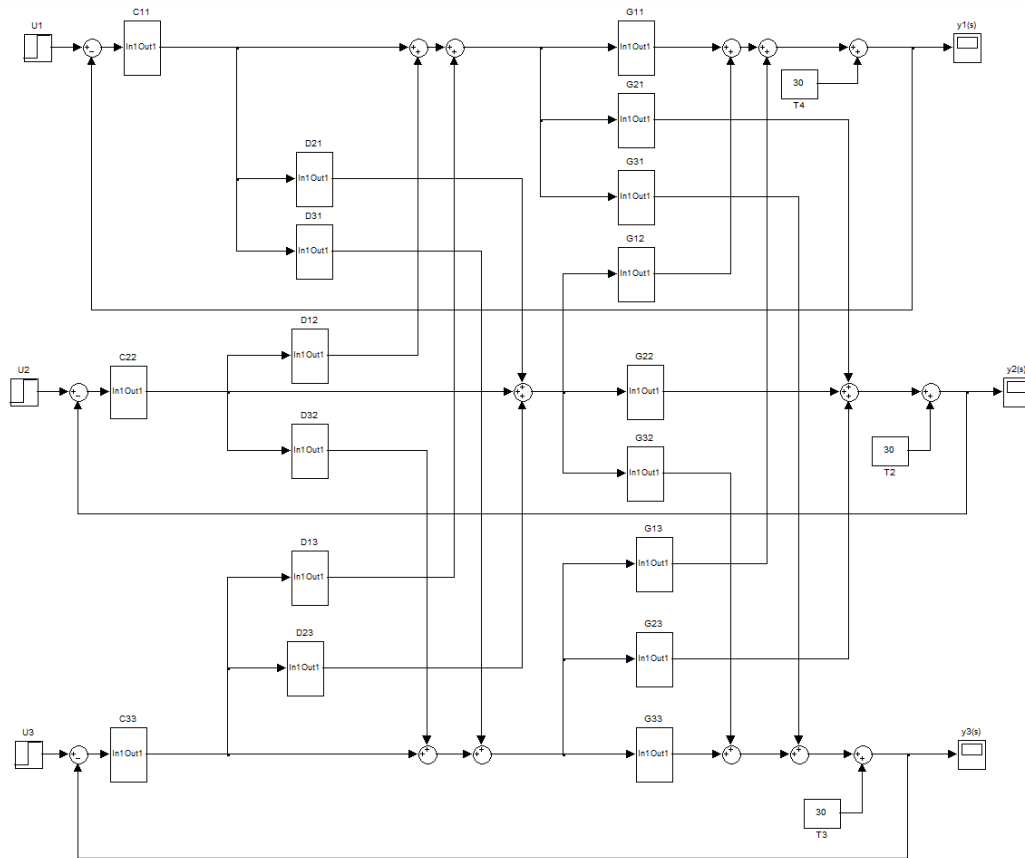 U1
C11
In1Out1
G11
In1Out1
y1(s)
30
T4
G21
In1Out1
D21
In1Out1
G31
In1Out1
D31
In1Out1
G12
In1Out1
D12
In1Out1
U2
C22
In1Out1
G22
In1Out1
y2(s)
D32
In1Out1
G32
In1Out1
30
T2
D13
In1Out1
G13
In1Out1
D23
In1Out1
G23
In1Out1
U3
C33
In1Out1
G33
In1Out1
y3(s)
30
T3